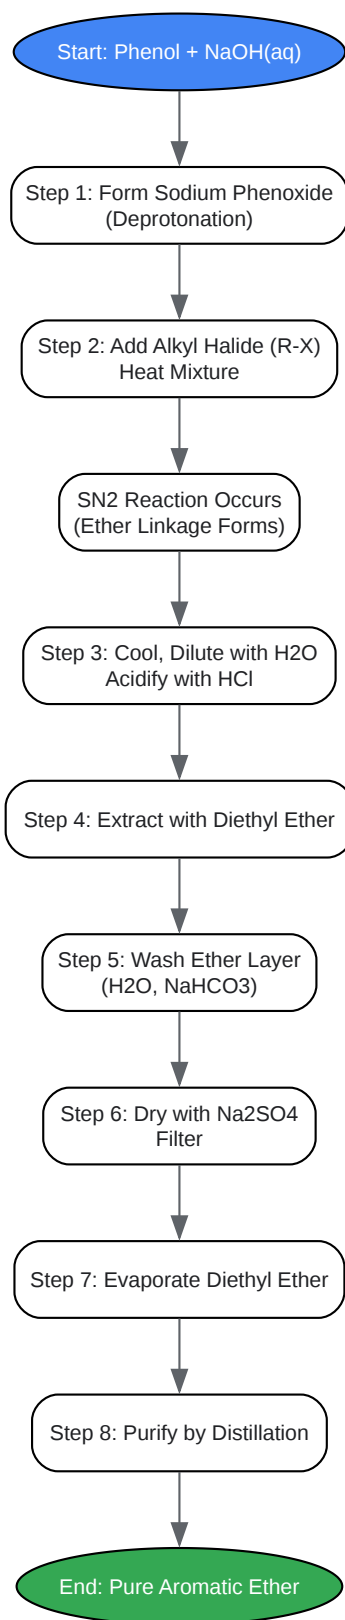 Start: Phenol + NaOH(aq)
Step 1: Form Sodium Phenoxide
(Deprotonation)
Step 2: Add Alkyl Halide (R-X)
Heat Mixture
SN2 Reaction Occurs
(Ether Linkage Forms)
Step 3: Cool, Dilute with H2O
Acidify with HCl
Step 4: Extract with Diethyl Ether
Step 5: Wash Ether Layer
(H2O, NaHCO3)
Step 6: Dry with Na2SO4
Filter
Step 7: Evaporate Diethyl Ether
Step 8: Purify by Distillation
End: Pure Aromatic Ether